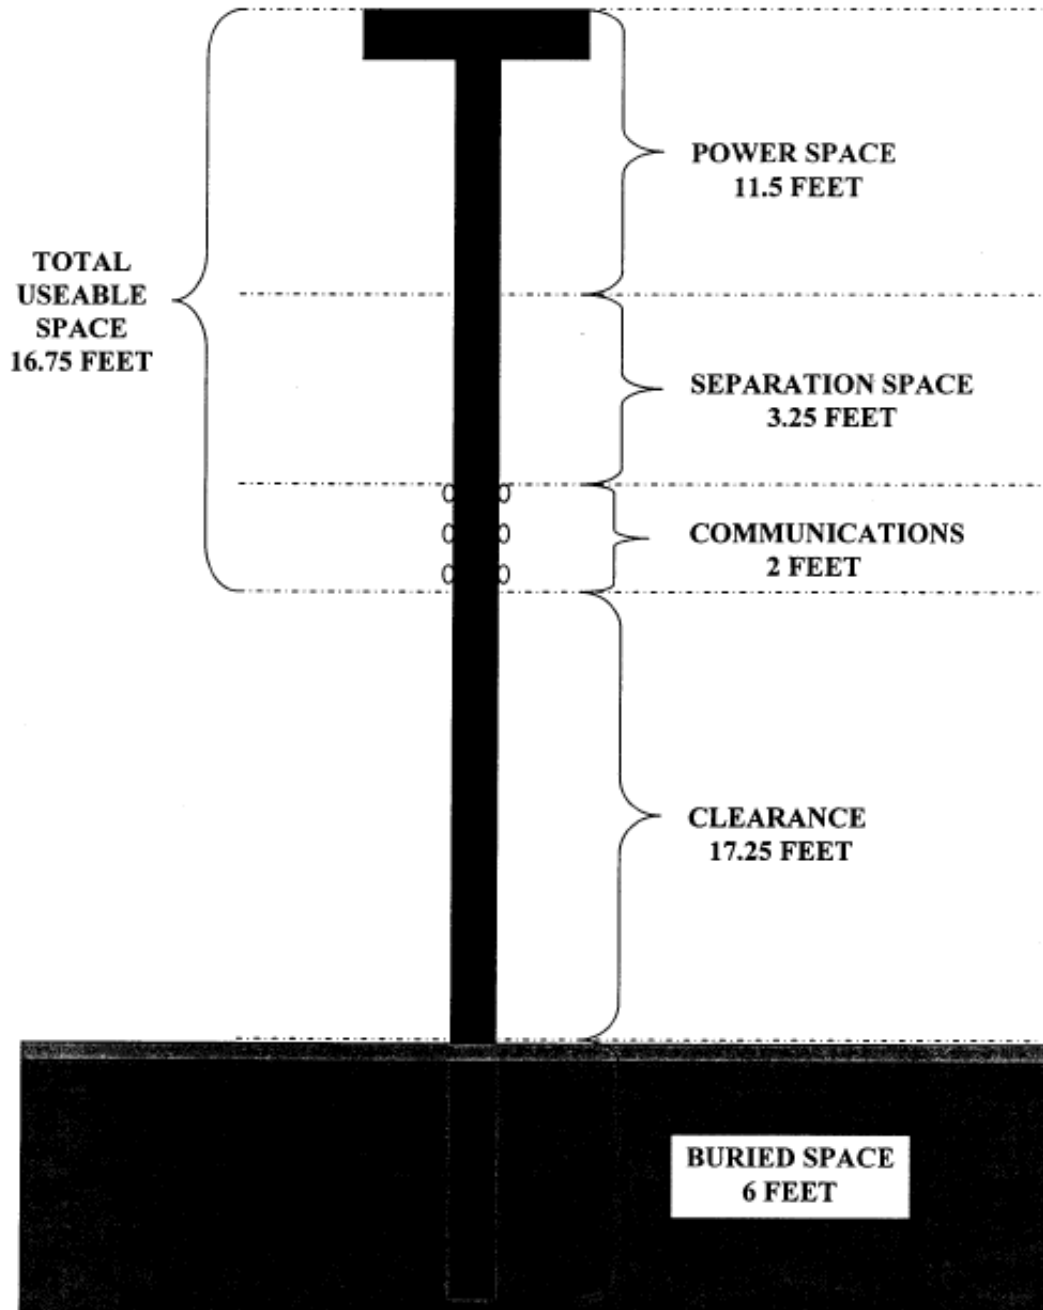 POWER SPACE
11.5 FEET
TOTAL
USEABLE
SPACE
16.75 FEET
SEPARATION SPACE
3.25 FEET
COMMUNICATIONS
2 FEET
CLEARANCE
17.25 FEET
BURIED SPACE
6 FEET